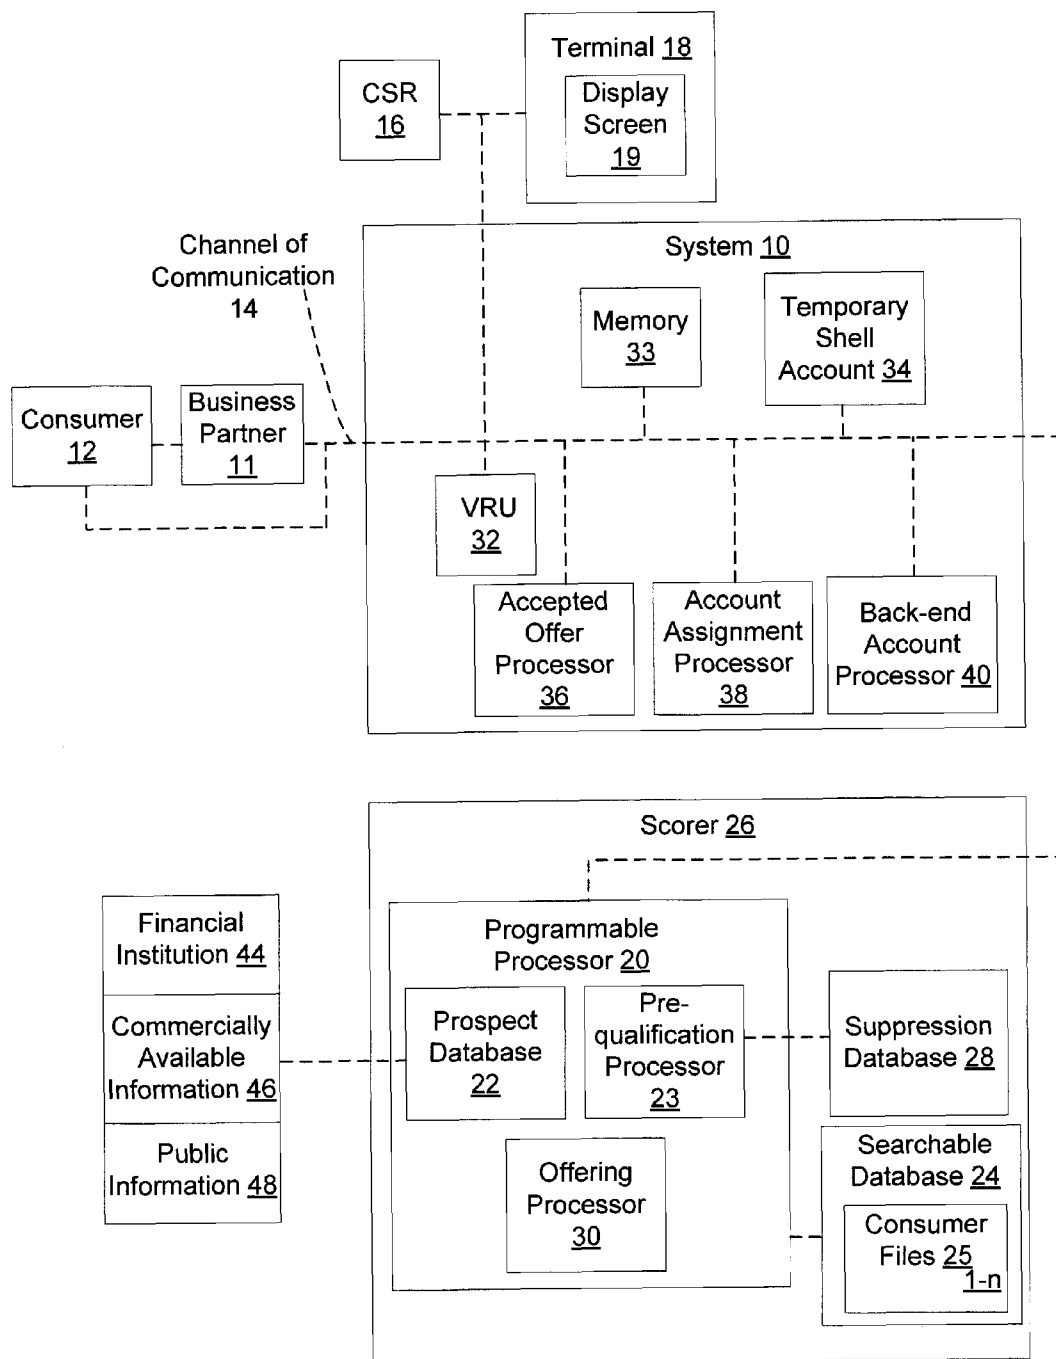 Terminal 18
CSR
16
Display
Screen
19
System 10
Channel of
Communication
14
Memory
33
Temporary
Shell
Account 34
Consumer
12
Business
Partner
11
VRU
32
Accepted
Offer
Processor
36
Account
Assignment
Processor
38
Back-end
Account
Processor 40
Scorer 26
Financial
Institution 44
Commercially
Available
Information 46
Public
Information 48
Programmable
Processor 20
Prospect
Database
22
Pre-
qualification
Processor
23
Suppression
Database 28
Offering
Processor
30
Searchable
Database 24
Consumer
Files 25
1-n